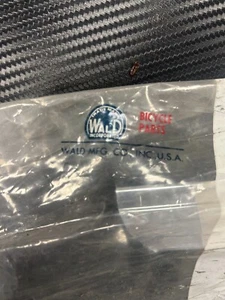 WALD
BICYCLE
PARTS
WALD MFG. CO., INC. U.S.A.